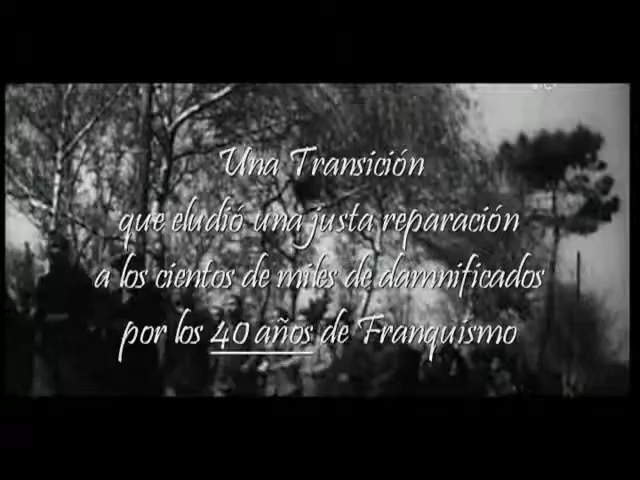 Una Transición
que eludió una justa reparación
a los cientos de miles de damnificados
por los 40 años de Franquismo